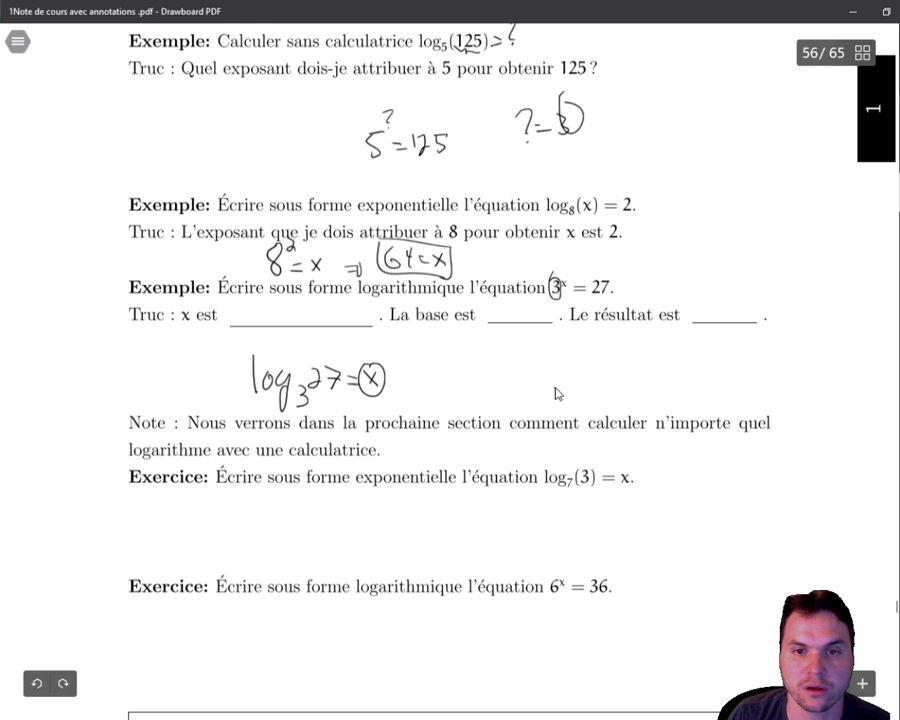 1Note de cours avec annotations .pdf - Drawboard PDF
Exemple: Calculer sans calculatrice log₅(125) = ?
56 / 65
Truc : Quel exposant dois-je attribuer à 5 pour obtenir 125 ?
1
5^? = 125 ? = 3
Exemple: Écrire sous forme exponentielle l'équation log₈(x) = 2.
Truc : L'exposant que je dois attribuer à 8 pour obtenir x est 2.
8² = x ⇒ 64 = x
Exemple: Écrire sous forme logarithmique l'équation 3ˣ = 27.
Truc : x est ____________ . La base est ______ . Le résultat est ______ .
log₃ 27 = x
Note : Nous verrons dans la prochaine section comment calculer n'importe quel
logarithme avec une calculatrice.
Exercice: Écrire sous forme exponentielle l'équation log₇(3) = x.
Exercice: Écrire sous forme logarithmique l'équation 6ˣ = 36.